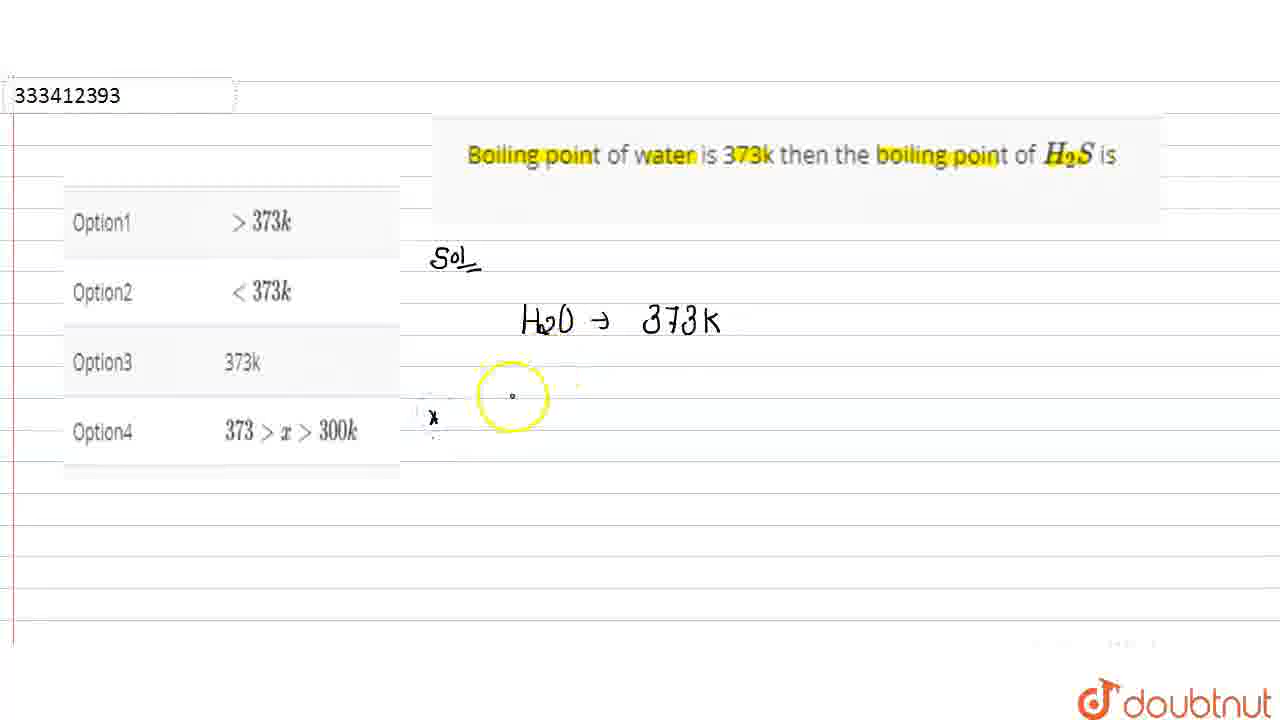 333412393
Boiling point of water is 373k then the boiling point of H₂S is
Option1 > 373k
Option2 < 373k
Option3 373k
Option4 373 > x > 300k
Sol
H₂O → 373K
x
doubtnut